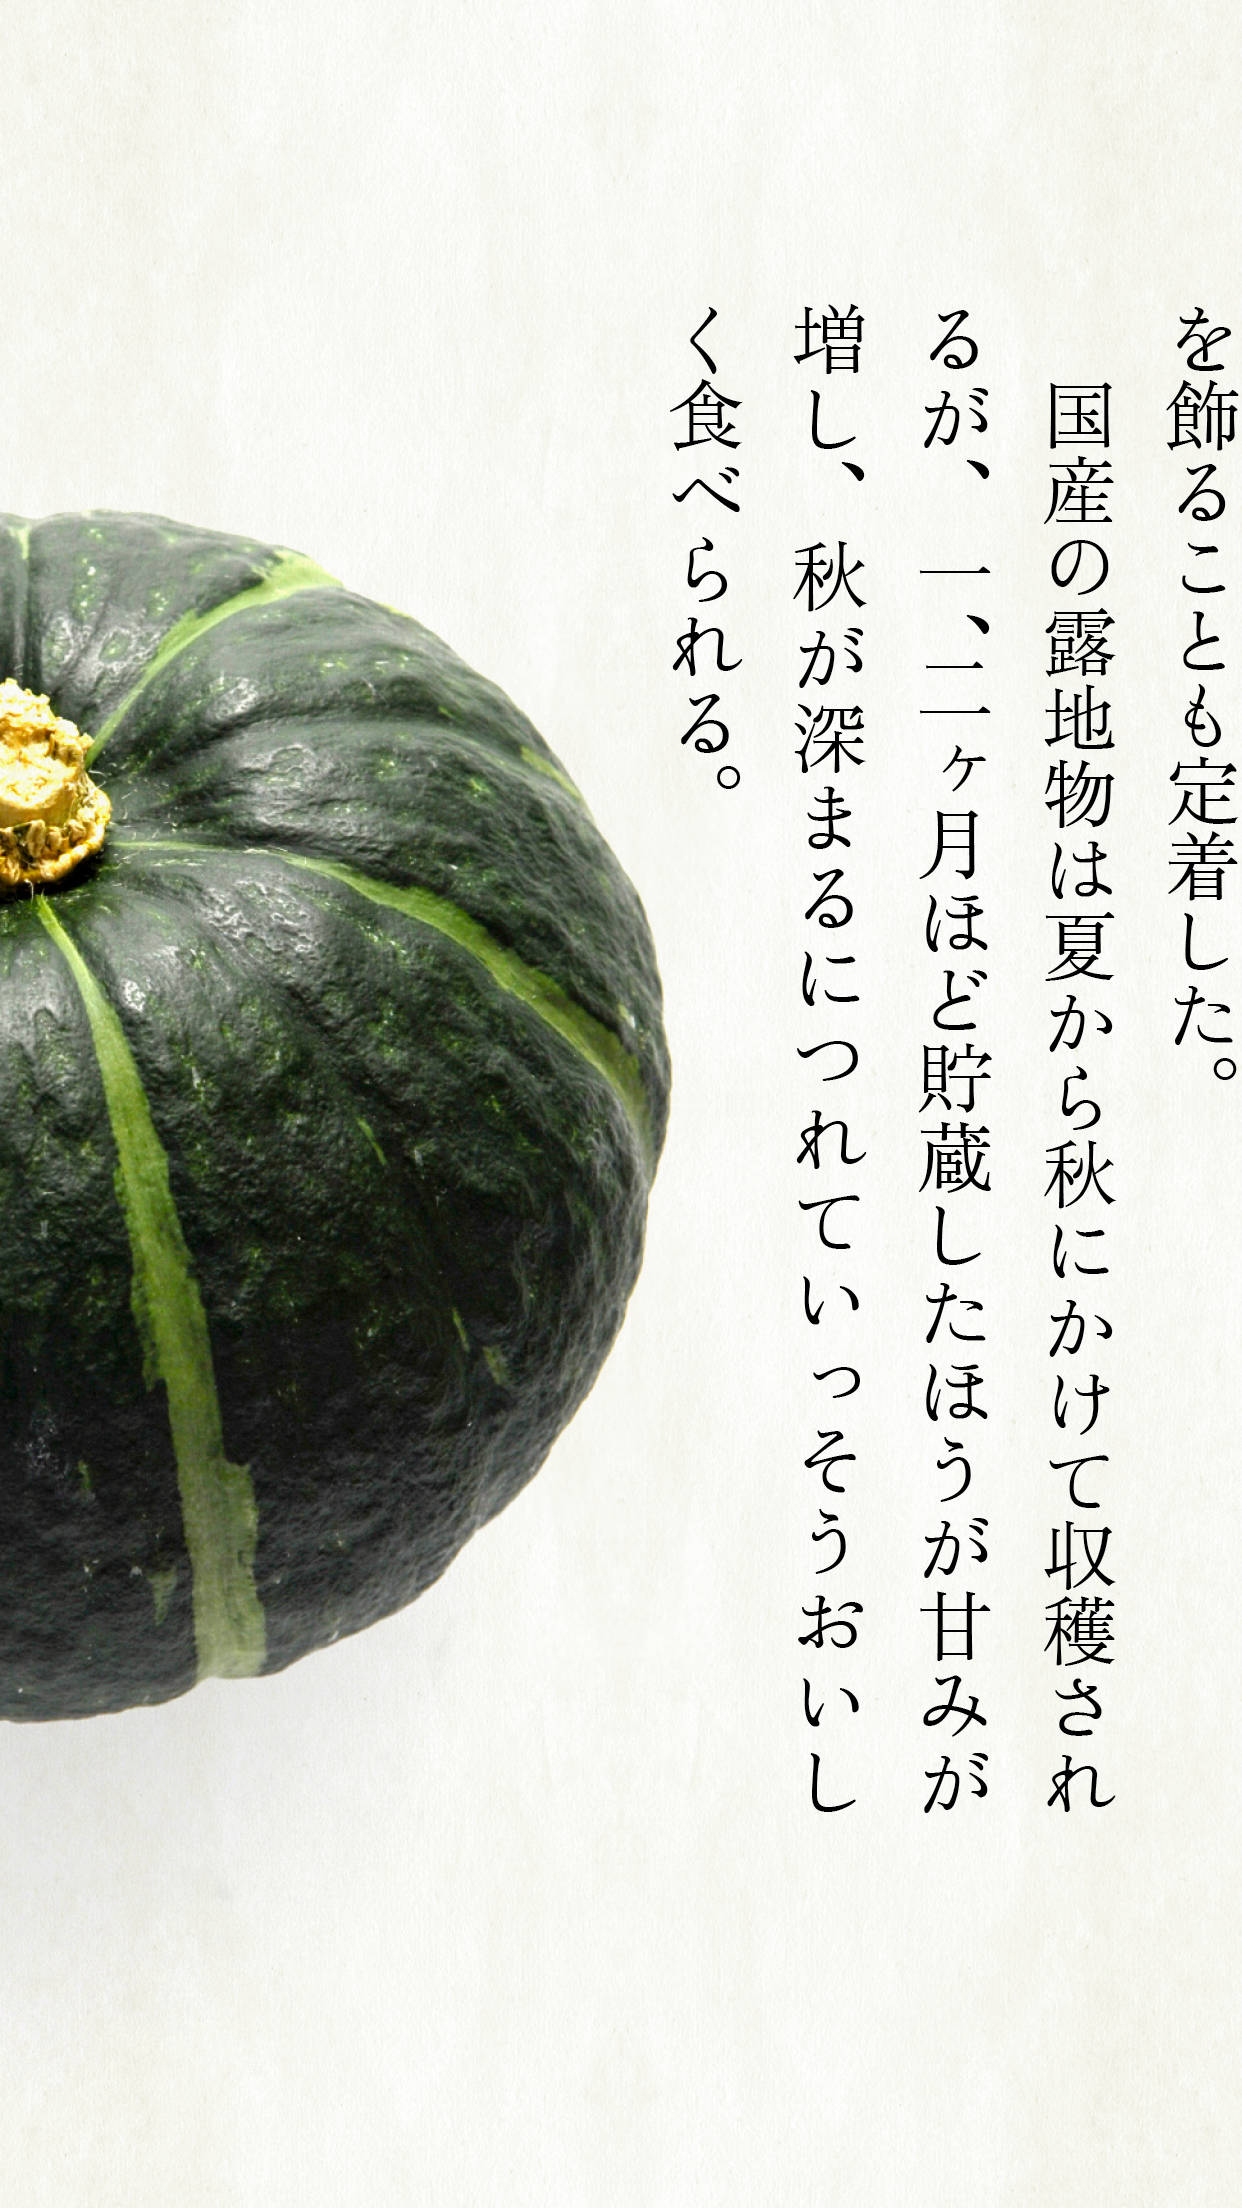 を飾ることも定着した。
国産の露地物は夏から秋にかけて収穫され
るが、一、二ヶ月ほど貯蔵したほうが甘みが
増し、秋が深まるにつれていっそうおいし
く食べられる。